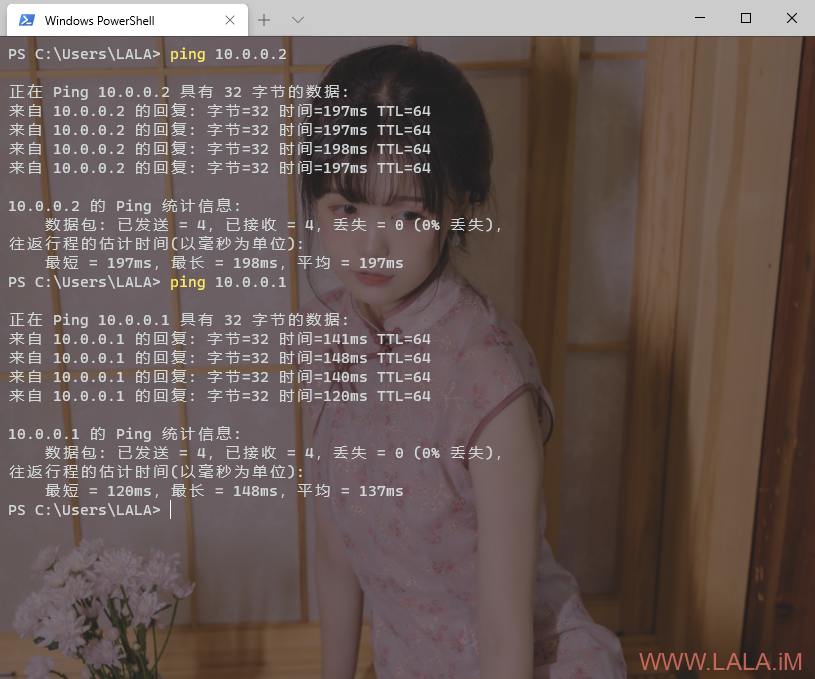 Windows PowerShell
PS C:\Users\LALA> ping 10.0.0.2
正在 Ping 10.0.0.2 具有 32 字节的数据:
来自 10.0.0.2 的回复: 字节=32 时间=197ms TTL=64
来自 10.0.0.2 的回复: 字节=32 时间=197ms TTL=64
来自 10.0.0.2 的回复: 字节=32 时间=198ms TTL=64
来自 10.0.0.2 的回复: 字节=32 时间=197ms TTL=64
10.0.0.2 的 Ping 统计信息:
数据包: 已发送 = 4, 已接收 = 4, 丢失 = 0 (0% 丢失),
往返行程的估计时间(以毫秒为单位):
最短 = 197ms, 最长 = 198ms, 平均 = 197ms
PS C:\Users\LALA> ping 10.0.0.1
正在 Ping 10.0.0.1 具有 32 字节的数据:
来自 10.0.0.1 的回复: 字节=32 时间=141ms TTL=64
来自 10.0.0.1 的回复: 字节=32 时间=148ms TTL=64
来自 10.0.0.1 的回复: 字节=32 时间=140ms TTL=64
来自 10.0.0.1 的回复: 字节=32 时间=120ms TTL=64
10.0.0.1 的 Ping 统计信息:
数据包: 已发送 = 4, 已接收 = 4, 丢失 = 0 (0% 丢失),
往返行程的估计时间(以毫秒为单位):
最短 = 120ms, 最长 = 148ms, 平均 = 137ms
PS C:\Users\LALA>
WWW.LALA.iM